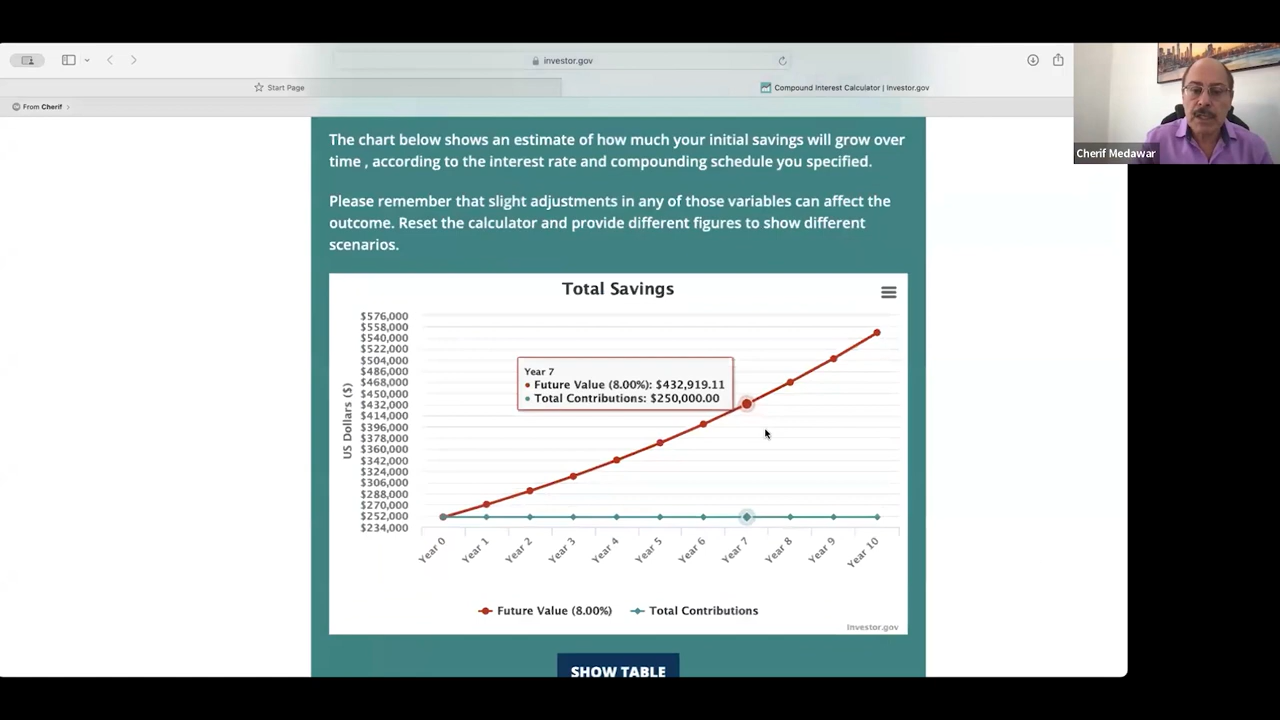 investor.gov
Start Page
Compound Interest Calculator | Investor.gov
From Cherif
Cherif Medawar
The chart below shows an estimate of how much your initial savings will grow over
time , according to the interest rate and compounding schedule you specified.
Please remember that slight adjustments in any of those variables can affect the
outcome. Reset the calculator and provide different figures to show different
scenarios.
Total Savings
US Dollars ($)
$576,000
$558,000
$540,000
$522,000
$504,000
$486,000
$468,000
$450,000
$432,000
$414,000
$396,000
$378,000
$360,000
$342,000
$324,000
$306,000
$288,000
$270,000
$252,000
$234,000
Year 7
Future Value (8.00%): $432,919.11
Total Contributions: $250,000.00
Year 0
Year 1
Year 2
Year 3
Year 4
Year 5
Year 6
Year 7
Year 8
Year 9
Year 10
Future Value (8.00%)
Total Contributions
Investor.gov
SHOW TABLE